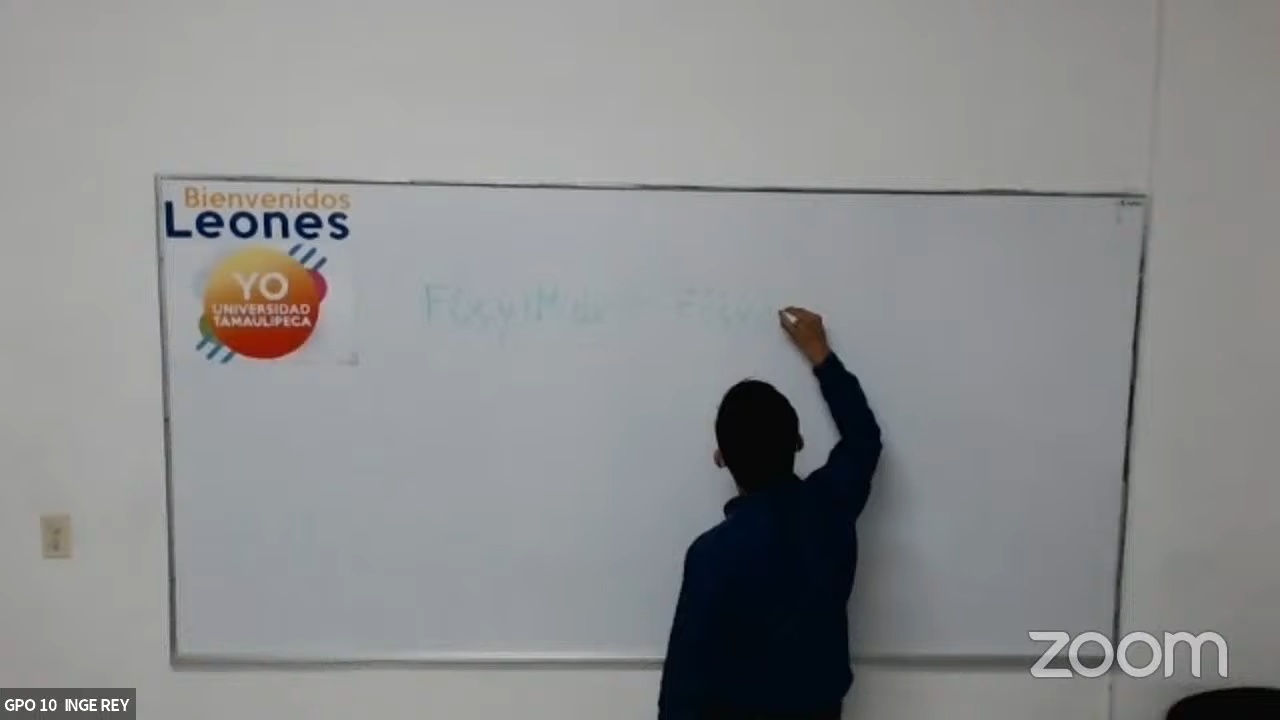 Bienvenidos
Leones
YO
UNIVERSIDAD
TAMAULIPECA
zoom
GPO 10 INGE REY